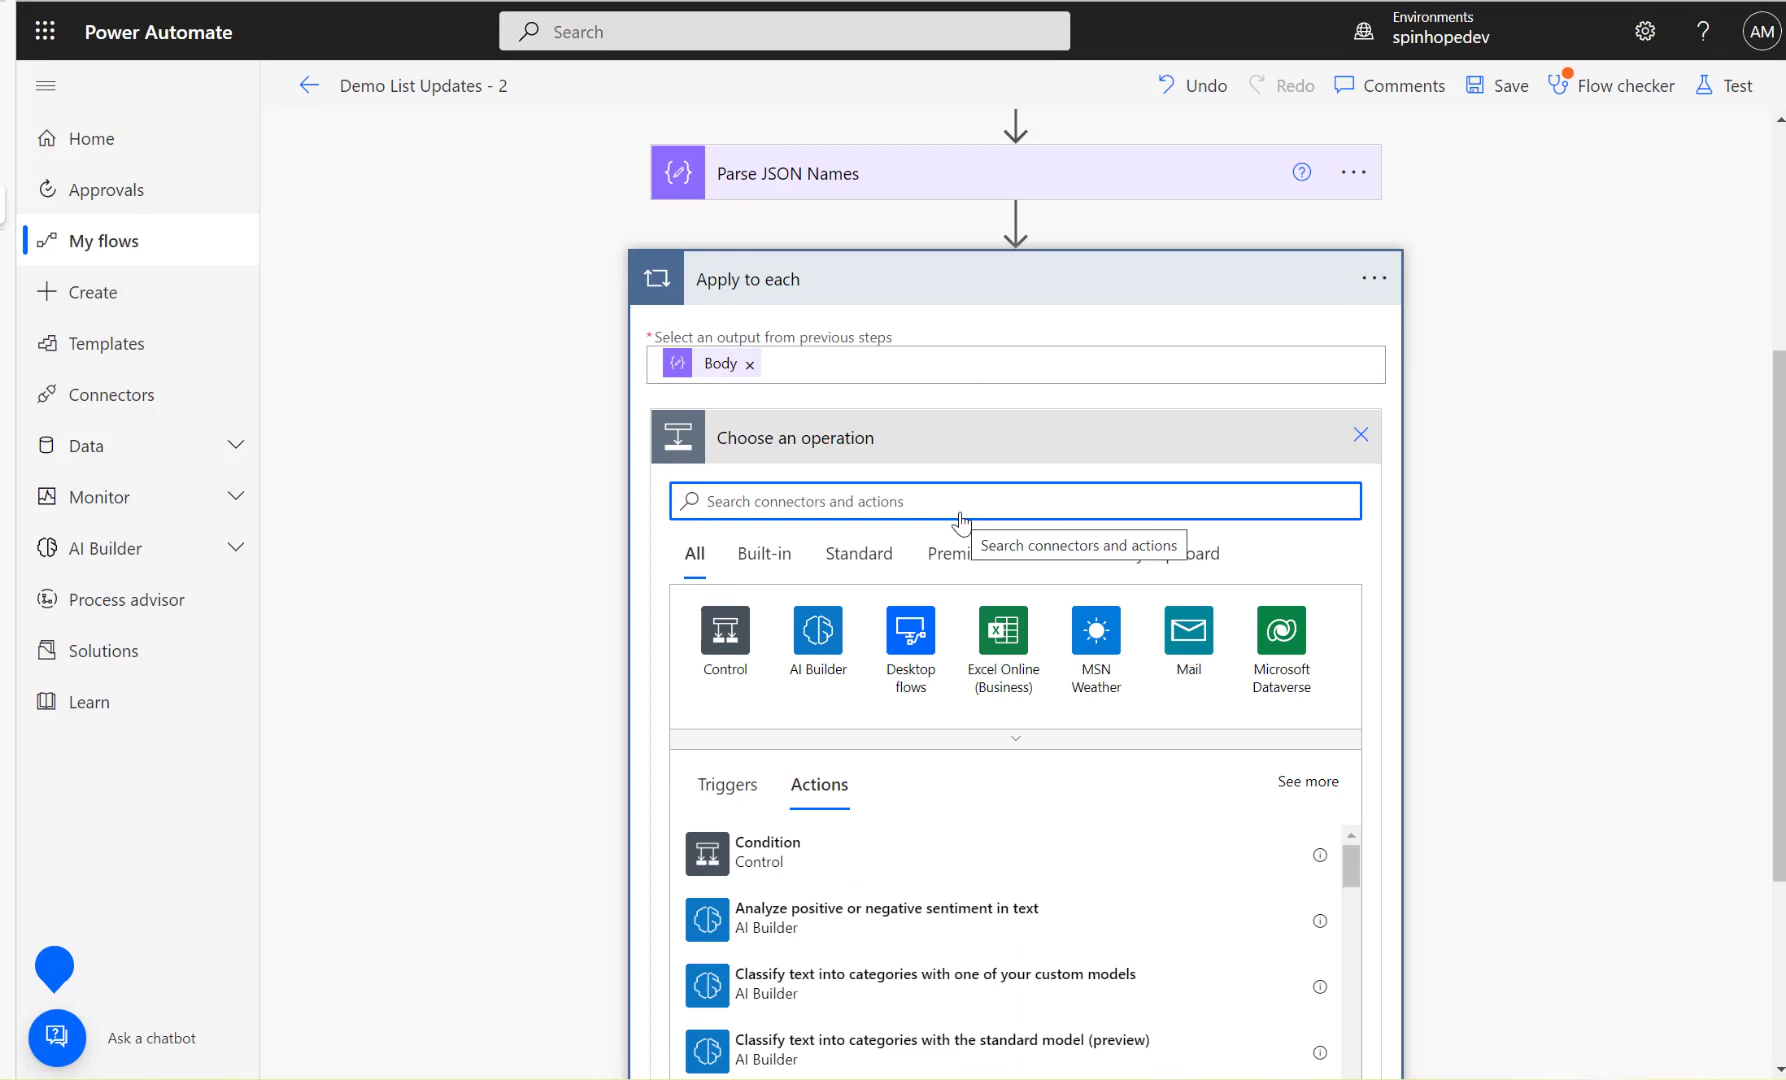 Power Automate
Search
Environments
spinhopedev
AM
Demo List Updates - 2
Undo
Redo
Comments
Save
Flow checker
Test
Home
Approvals
My flows
Create
Templates
Connectors
Data
Monitor
AI Builder
Process advisor
Solutions
Learn
Ask a chatbot
Parse JSON Names
Apply to each
* Select an output from previous steps
Body
Choose an operation
Search connectors and actions
Search connectors and actions
All
Built-in
Standard
Premi
oard
Control
AI Builder
Desktop
flows
Excel Online
(Business)
MSN
Weather
Mail
Microsoft
Dataverse
Triggers
Actions
See more
Condition
Control
Analyze positive or negative sentiment in text
AI Builder
Classify text into categories with one of your custom models
AI Builder
Classify text into categories with the standard model (preview)
AI Builder